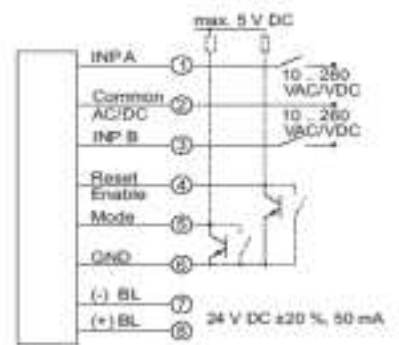 max. 5 V DC
INP A
1
10 .. 260
VAC/VDC
Common
AC/DC
2
10 .. 260
VAC/VDC
INP B
3
Reset
Enable
4
Mode
5
GND
6
(-) BL
7
(+) BL
8
24 V DC ±20 %, 50 mA